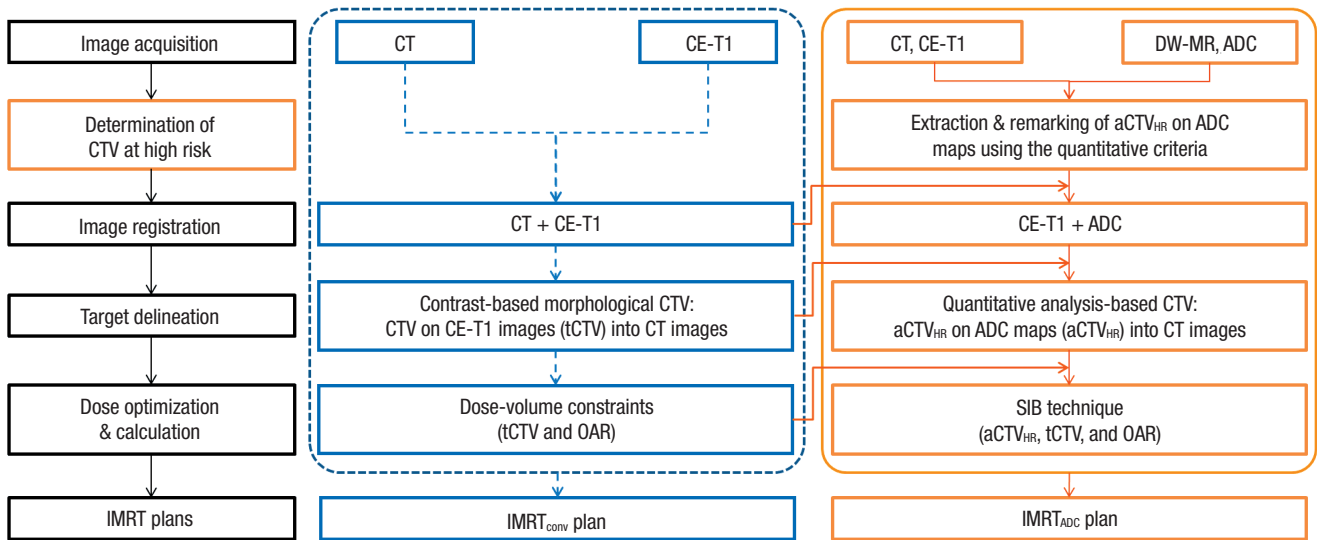 Image acquisition
Determination of
CTV at high risk
Image registration
Target delineation
Dose optimization
& calculation
IMRT plans
CT
CE-T1
CT + CE-T1
Contrast-based morphological CTV:
CTV on CE-T1 images (tCTV) into CT images
Dose-volume constraints
(tCTV and OAR)
IMRTconv plan
CT, CE-T1
DW-MR, ADC
Extraction & remarking of aCTVHR on ADC
maps using the quantitative criteria
CE-T1 + ADC
Quantitative analysis-based CTV:
aCTVHR on ADC maps (aCTVHR) into CT images
SIB technique
(aCTVHR, tCTV, and OAR)
IMRTADC plan